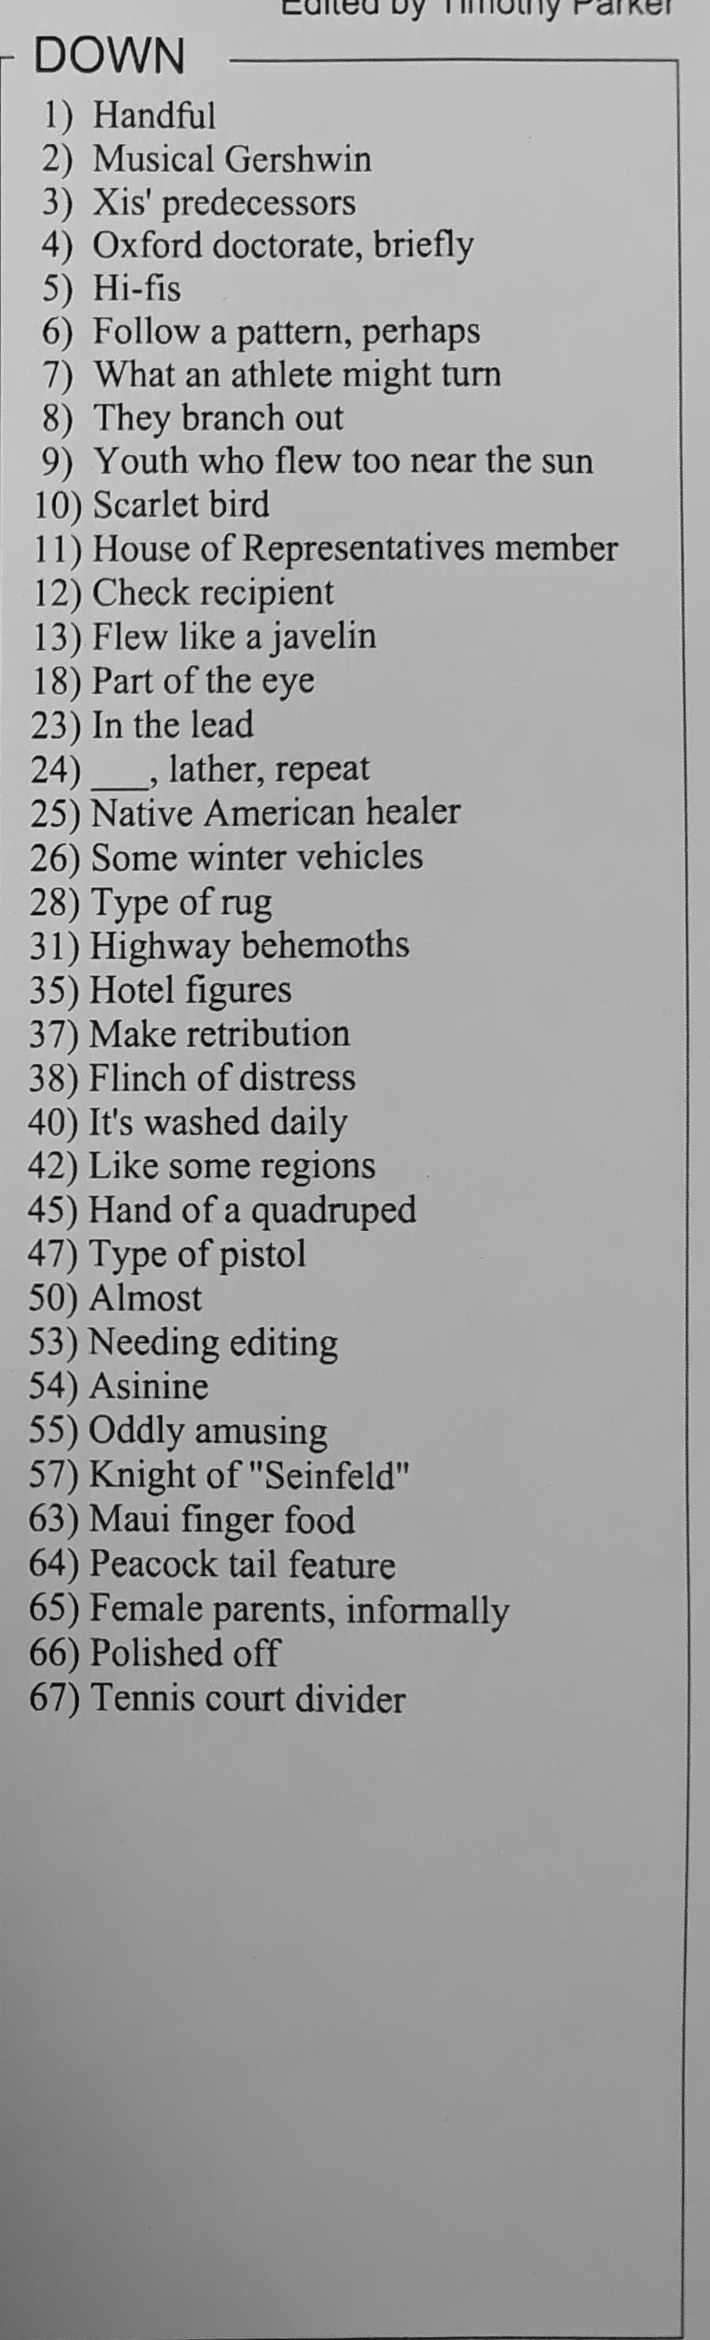 Edited by Timothy Parker
DOWN
1) Handful
2) Musical Gershwin
3) Xis' predecessors
4) Oxford doctorate, briefly
5) Hi-fis
6) Follow a pattern, perhaps
7) What an athlete might turn
8) They branch out
9) Youth who flew too near the sun
10) Scarlet bird
11) House of Representatives member
12) Check recipient
13) Flew like a javelin
18) Part of the eye
23) In the lead
24) ___, lather, repeat
25) Native American healer
26) Some winter vehicles
28) Type of rug
31) Highway behemoths
35) Hotel figures
37) Make retribution
38) Flinch of distress
40) It's washed daily
42) Like some regions
45) Hand of a quadruped
47) Type of pistol
50) Almost
53) Needing editing
54) Asinine
55) Oddly amusing
57) Knight of "Seinfeld"
63) Maui finger food
64) Peacock tail feature
65) Female parents, informally
66) Polished off
67) Tennis court divider